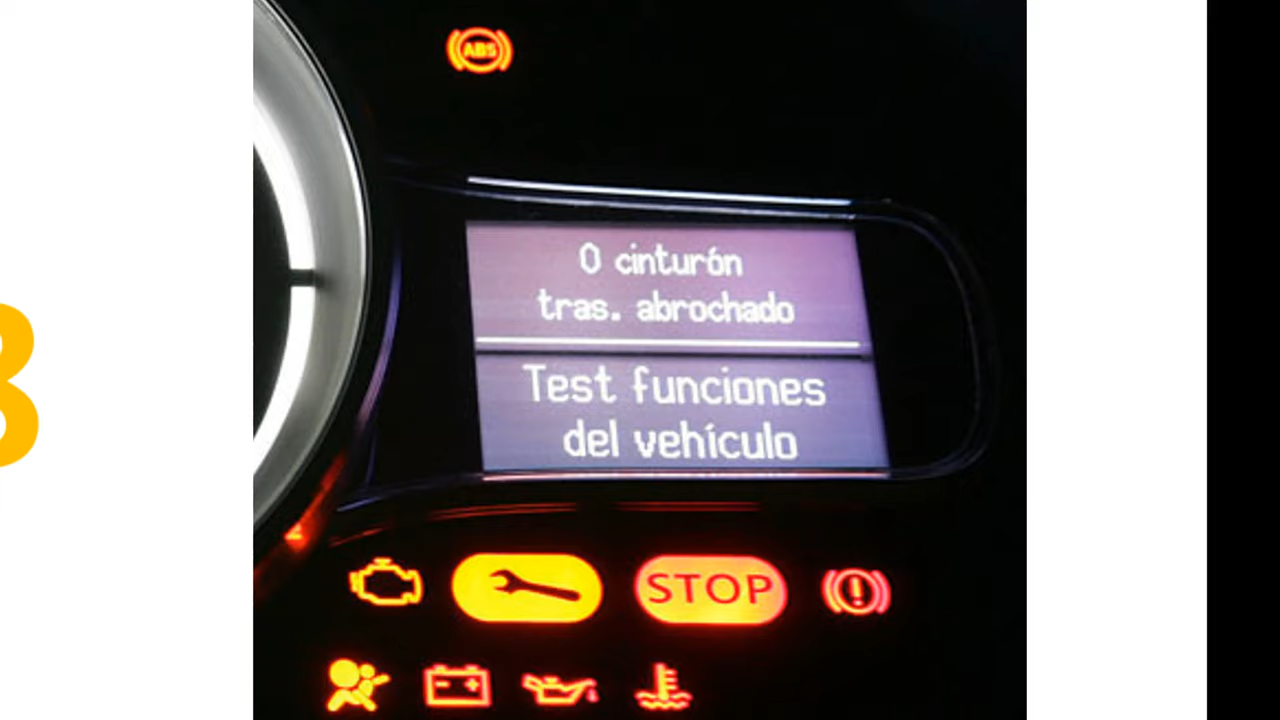 ABS
0 cinturón
tras. abrochado
Test funciones
del vehículo
STOP